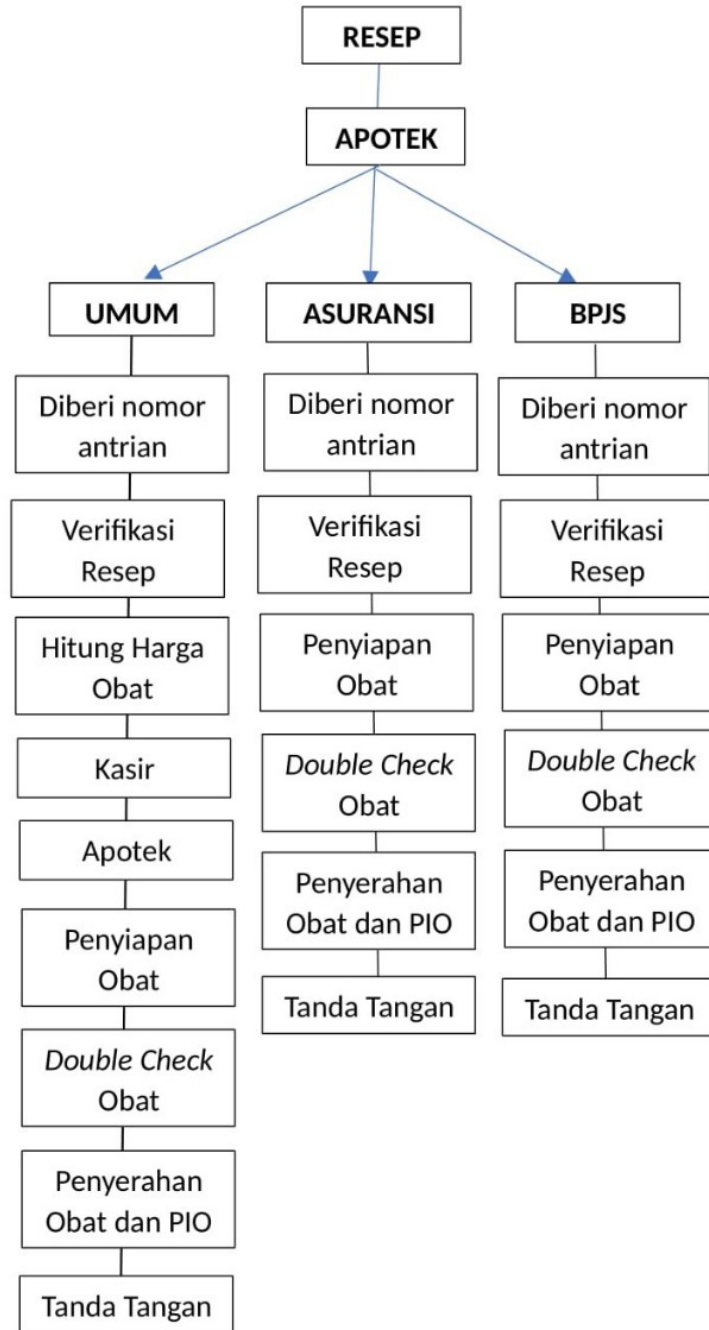 RESEP
APOTEK
UMUM
Diberi nomor
antrian
Verifikasi
Resep
Hitung Harga
Obat
Kasir
Apotek
Penyiapan
Obat
Double Check
Obat
Penyerahan
Obat dan PIO
Tanda Tangan
ASURANSI
Diberi nomor
antrian
Verifikasi
Resep
Penyiapan
Obat
Double Check
Obat
Penyerahan
Obat dan PIO
Tanda Tangan
BPJS
Diberi nomor
antrian
Verifikasi
Resep
Penyiapan
Obat
Double Check
Obat
Penyerahan
Obat dan PIO
Tanda Tangan